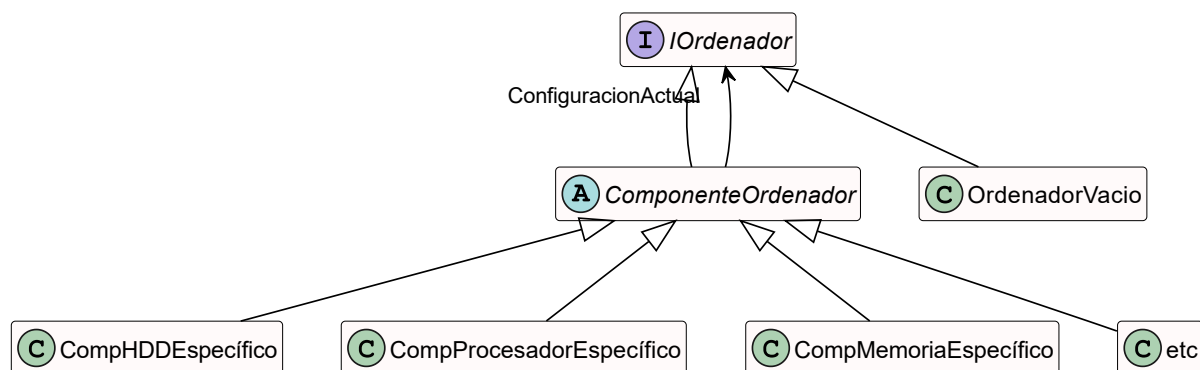 I IOrdenador
ConfiguracionActual
A ComponenteOrdenador
C OrdenadorVacio
C CompHDDEspecífico
C CompProcesadorEspecífico
C CompMemoriaEspecífico
C etc